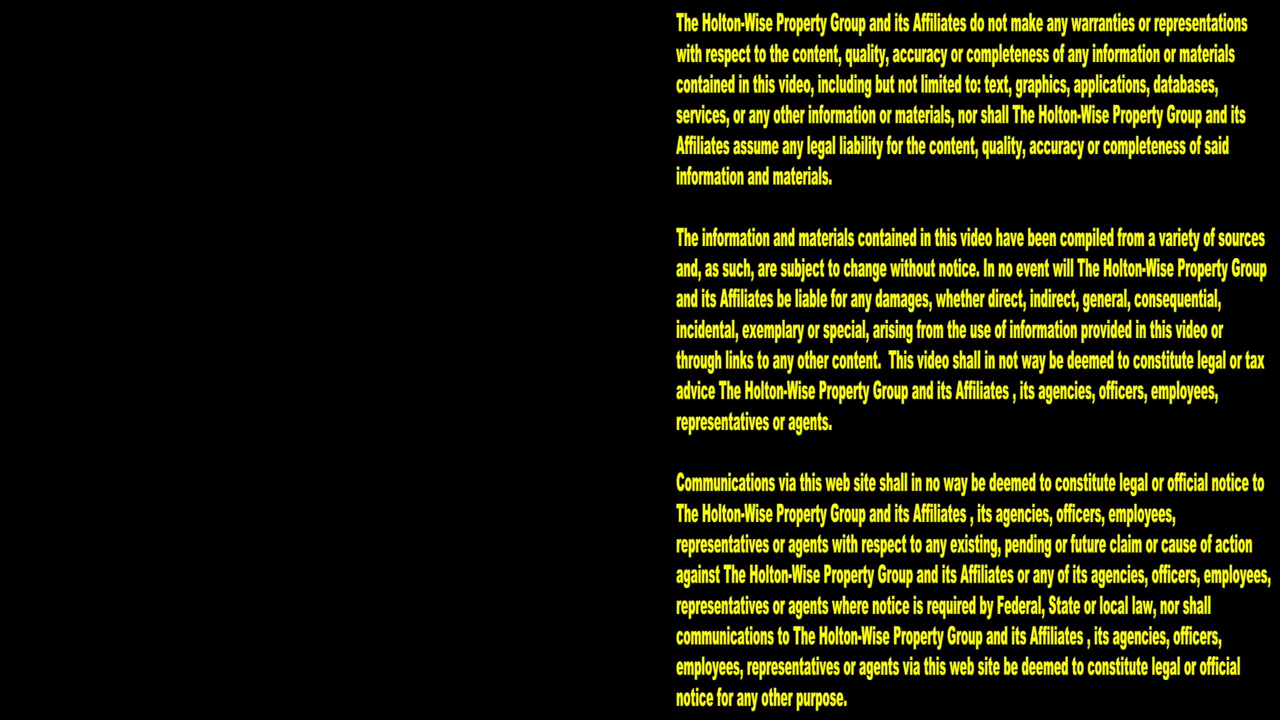 The Holton-Wise Property Group and its Affiliates do not make any warranties or representations
with respect to the content, quality, accuracy or completeness of any information or materials
contained in this video, including but not limited to: text, graphics, applications, databases,
services, or any other information or materials, nor shall The Holton-Wise Property Group and its
Affiliates assume any legal liability for the content, quality, accuracy or completeness of said
information and materials.
The information and materials contained in this video have been compiled from a variety of sources
and, as such, are subject to change without notice. In no event will The Holton-Wise Property Group
and its Affiliates be liable for any damages, whether direct, indirect, general, consequential,
incidental, exemplary or special, arising from the use of information provided in this video or
through links to any other content.  This video shall in not way be deemed to constitute legal or tax
advice The Holton-Wise Property Group and its Affiliates , its agencies, officers, employees,
representatives or agents.
Communications via this web site shall in no way be deemed to constitute legal or official notice to
The Holton-Wise Property Group and its Affiliates , its agencies, officers, employees,
representatives or agents with respect to any existing, pending or future claim or cause of action
against The Holton-Wise Property Group and its Affiliates or any of its agencies, officers, employees,
representatives or agents where notice is required by Federal, State or local law, nor shall
communications to The Holton-Wise Property Group and its Affiliates , its agencies, officers,
employees, representatives or agents via this web site be deemed to constitute legal or official
notice for any other purpose.